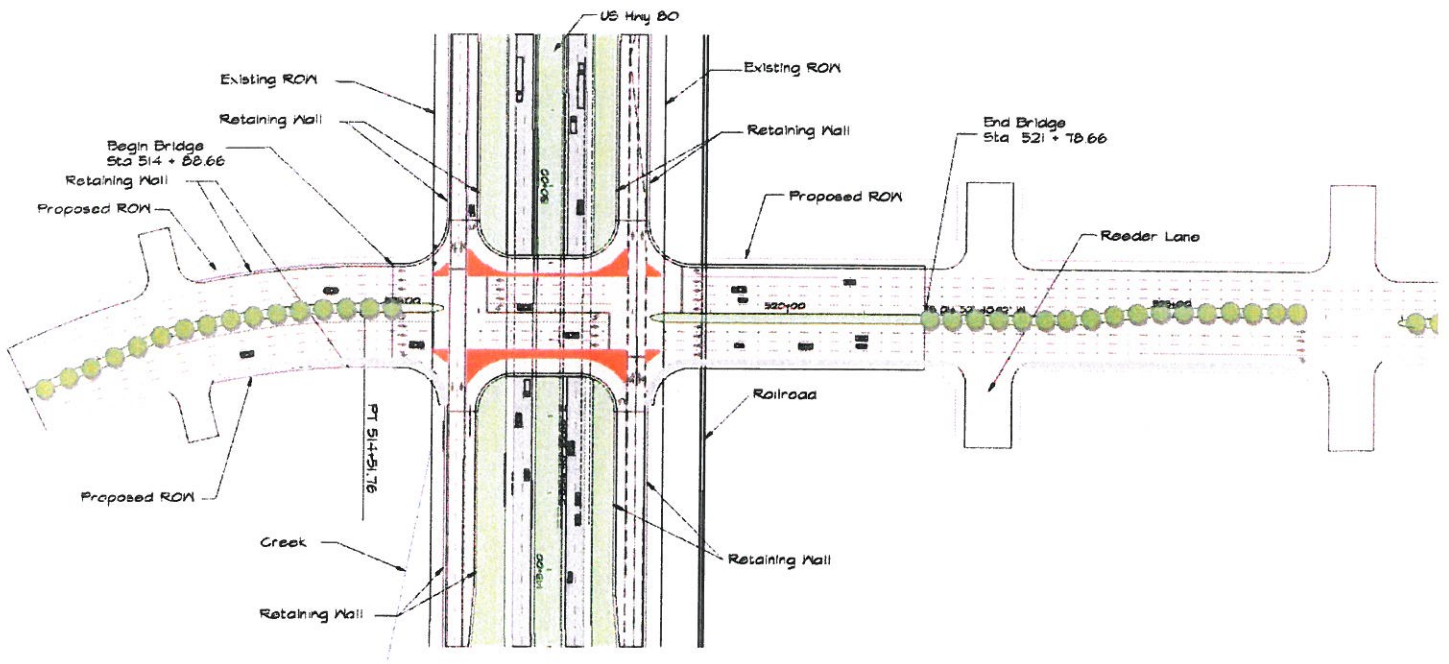 US Hwy 80
Existing ROW
Existing ROW
Retaining Wall
Retaining Wall
Begin Bridge
Sta 514 + 88.66
End Bridge
Sta 521 + 78.66
Retaining Wall
Proposed ROW
Proposed ROW
Reeder Lane
520+00
525+00
Railroad
PT 514+51.76
Proposed ROW
Creek
Retaining Wall
Retaining Wall